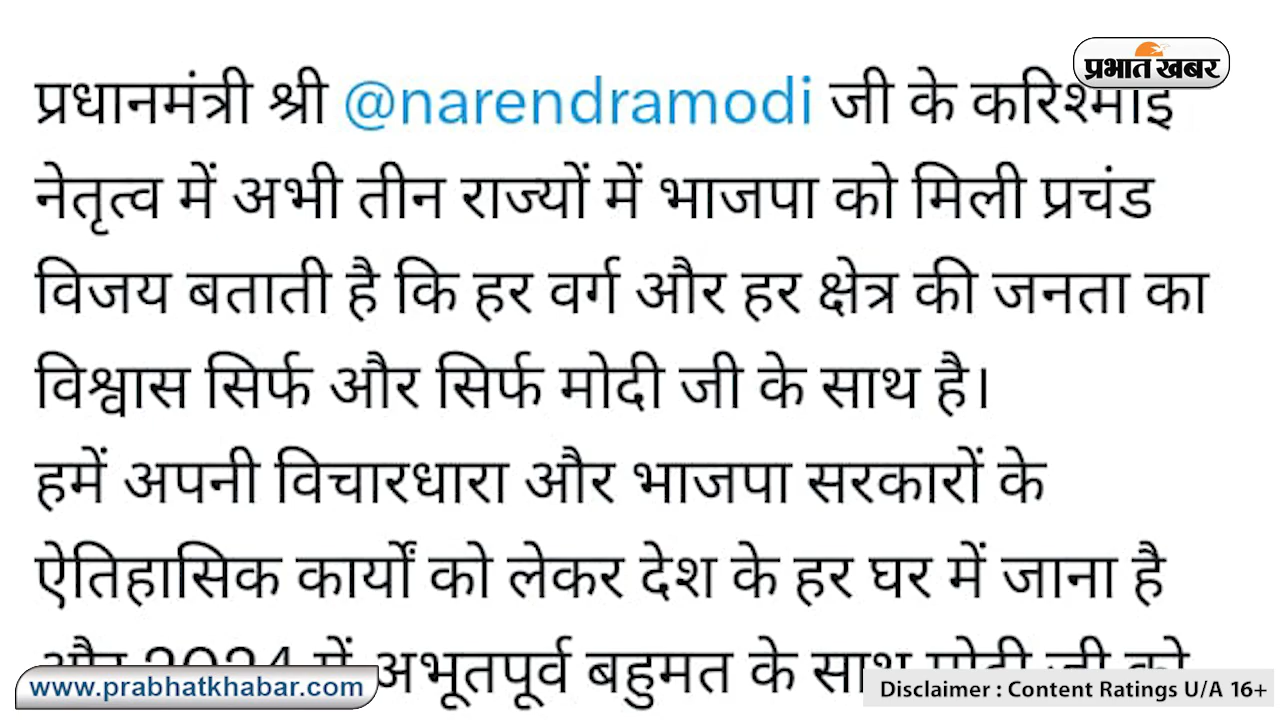 प्रभात खबर
प्रधानमंत्री श्री @narendramodi जी के करिश्माई
नेतृत्व में अभी तीन राज्यों में भाजपा को मिली प्रचंड
विजय बताती है कि हर वर्ग और हर क्षेत्र की जनता का
विश्वास सिर्फ और सिर्फ मोदी जी के साथ है।
हमें अपनी विचारधारा और भाजपा सरकारों के
ऐतिहासिक कार्यों को लेकर देश के हर घर में जाना है
और 2024 में अभूतपूर्व बहुमत के साथ मोदी जी को
www.prabhatkhabar.com
Disclaimer : Content Ratings U/A 16+